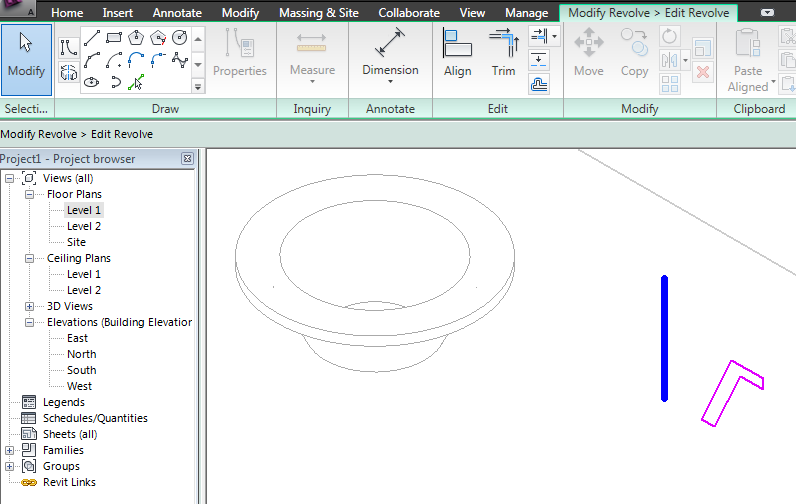 Home Insert Annotate Modify Massing & Site Collaborate View Manage Modify Revolve > Edit Revolve
Modify Properties Measure Dimension Align Trim Move Copy Paste
Aligned
Selecti... Draw Inquiry Annotate Edit Modify Clipboard
Modify Revolve > Edit Revolve
Project1 - Project browser
Views (all)
Floor Plans
Level 1
Level 2
Site
Ceiling Plans
Level 1
Level 2
3D Views
Elevations (Building Elevation
East
North
South
West
Legends
Schedules/Quantities
Sheets (all)
Families
Groups
Revit Links